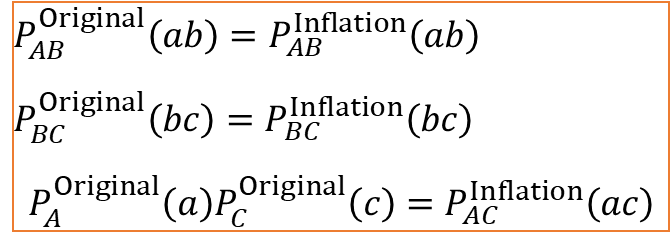 P_{AB}^{Original}(ab) = P_{AB}^{Inflation}(ab)
P_{BC}^{Original}(bc) = P_{BC}^{Inflation}(bc)
P_{A}^{Original}(a)P_{C}^{Original}(c) = P_{AC}^{Inflation}(ac)